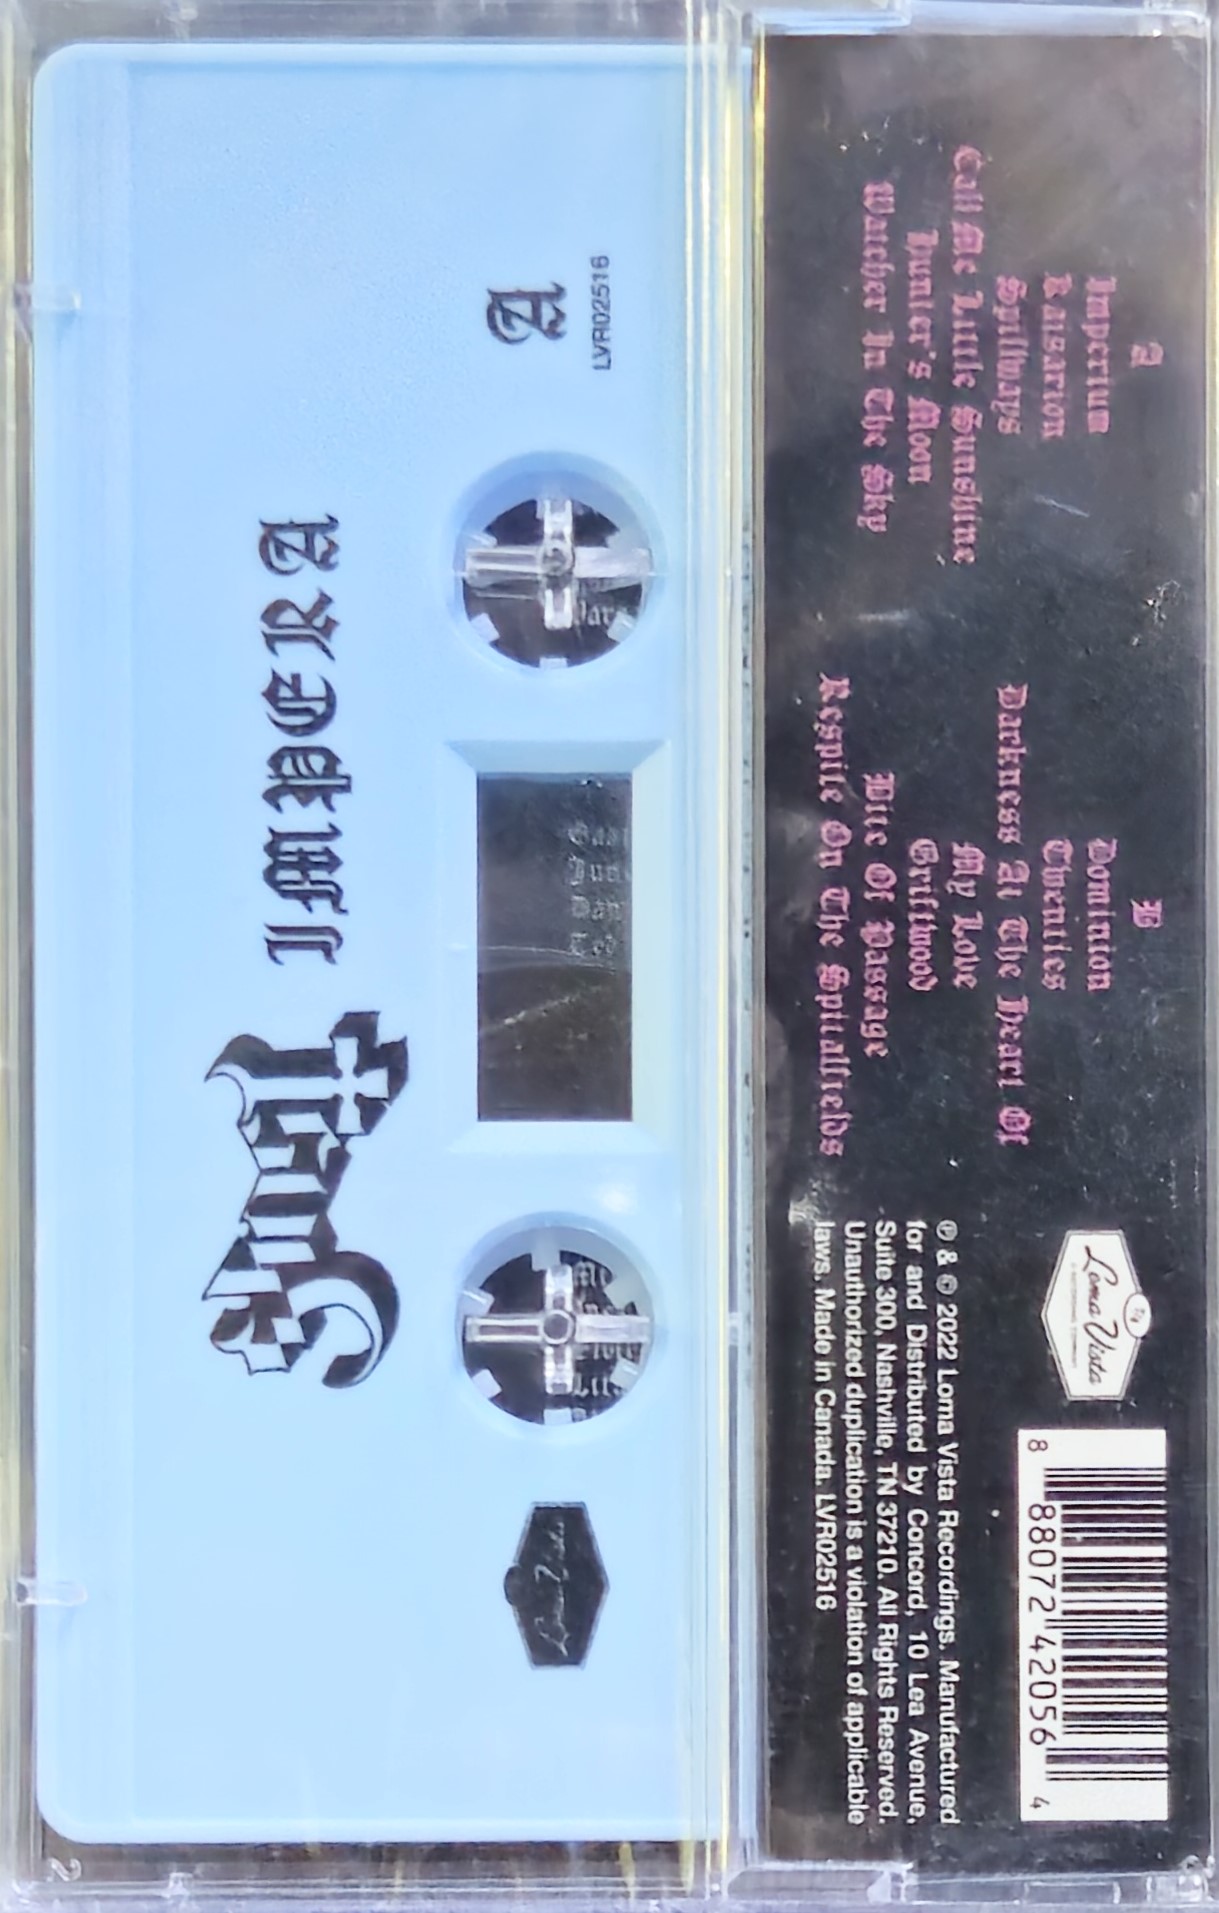 A
LVR02516
IMPERA
Ghost
Loma Vista
A
Imperium
Kaisarion
Spillways
Call Me Little Sunshine
Hunter's Moon
Watcher In The Sky
B
Dominion
Twenties
Darkness At The Heart Of
My Love
Griftwood
Bite Of Passage
Respite On The Spitalfields
Loma Vista
8 88072 42056 4
℗ & © 2022 Loma Vista Recordings. Manufactured
for and Distributed by Concord, 10 Lea Avenue,
Suite 300, Nashville, TN 37210. All Rights Reserved.
Unauthorized duplication is a violation of applicable
laws. Made in Canada. LVR02516
2